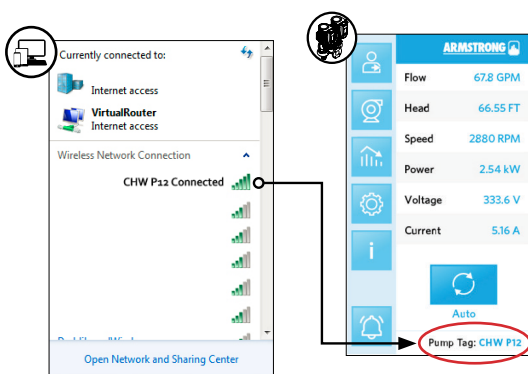 Currently connected to:
Internet access
VirtualRouter
Internet access
Wireless Network Connection
CHW P12 Connected
Open Network and Sharing Center
ARMSTRONG
Flow 67.8 GPM
Head 66.55 FT
Speed 2880 RPM
Power 2.54 kW
Voltage 333.6 V
Current 5.16 A
i
Auto
Pump Tag: CHW P12